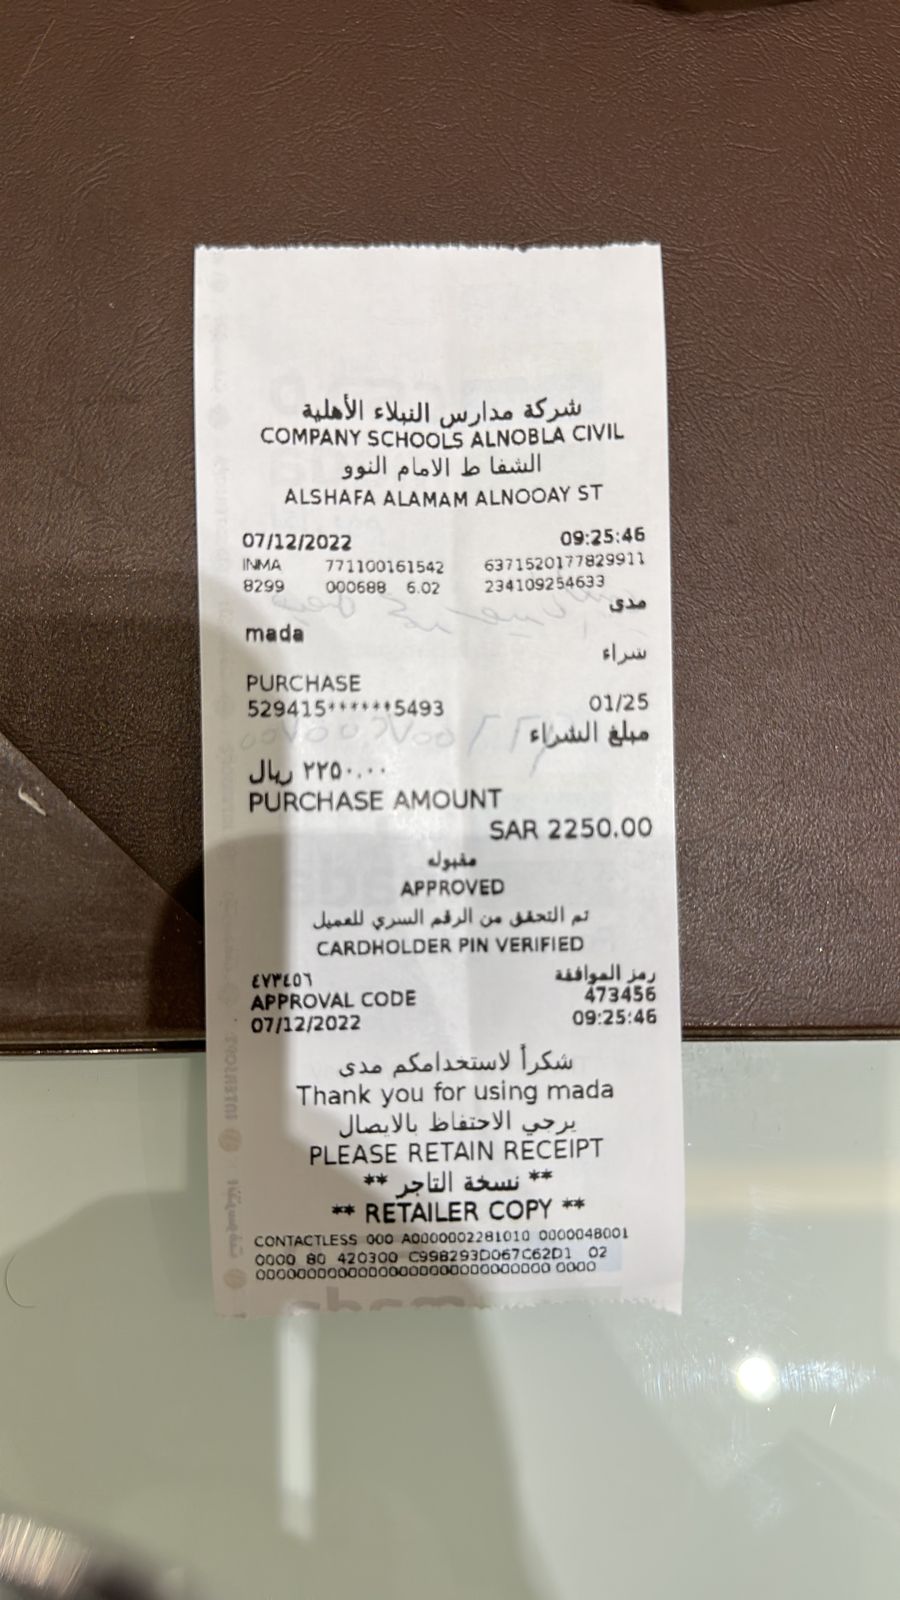 شركة مدارس النبلاء الأهلية
COMPANY SCHOOLS ALNOBLA CIVIL
الشفا ط الامام النوو
ALSHAFA ALAMAM ALNOOAY ST
07/12/2022 09:25:46
INMA 771100161542 6371520177829911
8299 000688 6.02 234109254633
مدى
mada
شراء
PURCHASE
529415******5493 01/25
مبلغ الشراء
٢٢٥٠.٠٠ ريال
PURCHASE AMOUNT
SAR 2250.00
مقبوله
APPROVED
تم التحقق من الرقم السري للعميل
CARDHOLDER PIN VERIFIED
رمز الموافقة ٤٧٣٤٥٦
APPROVAL CODE 473456
07/12/2022 09:25:46
شكراً لاستخدامكم مدى
Thank you for using mada
يرجي الاحتفاظ بالايصال
PLEASE RETAIN RECEIPT
** نسخة التاجر **
** RETAILER COPY **
CONTACTLESS 000 A0000002281010 0000048001
0000 80 420300 C998293D067C62D1 02
0000000000000000000000000000000 0000